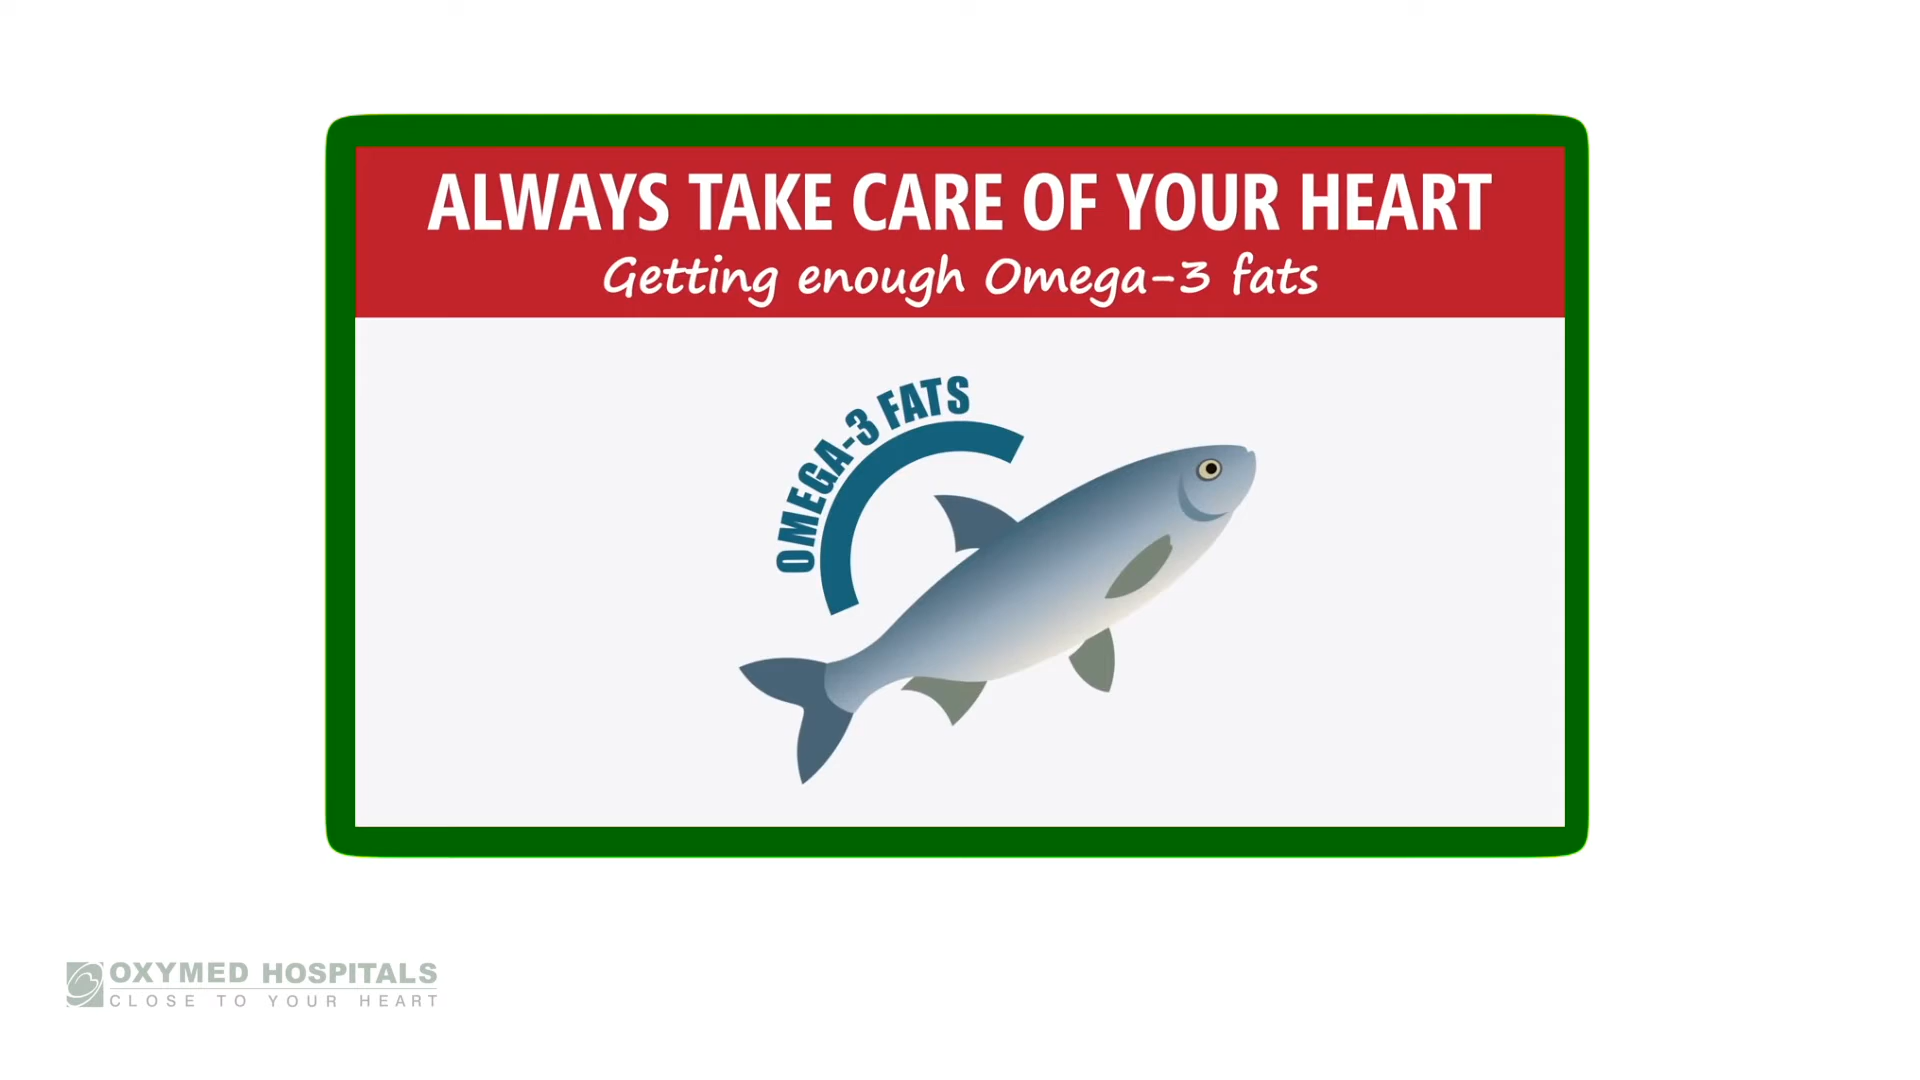 ALWAYS TAKE CARE OF YOUR HEART
Getting enough Omega-3 fats
OMEGA-3 FATS
OXYMED HOSPITALS
CLOSE TO YOUR HEART